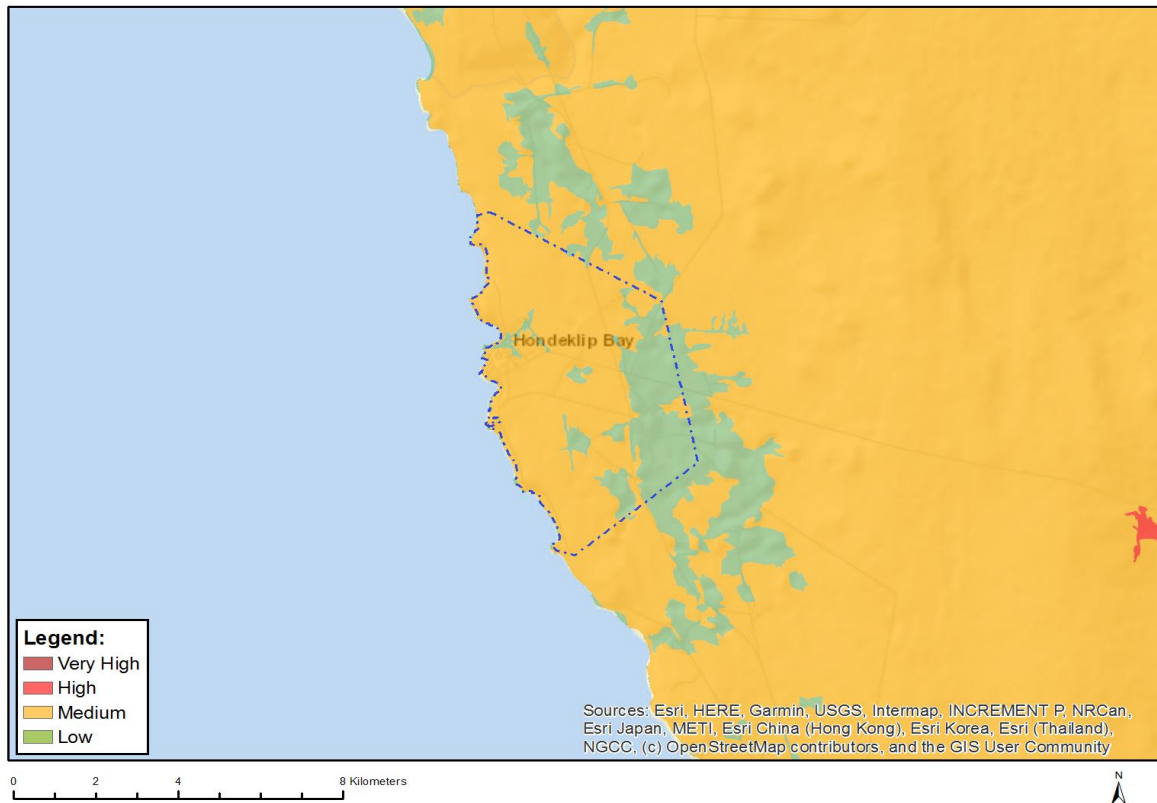 Hondeklip Bay
Legend:
Very High
High
Medium
Low
Sources: Esri, HERE, Garmin, USGS, Intermap, INCREMENT P, NRCan,
Esri Japan, METI, Esri China (Hong Kong), Esri Korea, Esri (Thailand),
NGCC, (c) OpenStreetMap contributors, and the GIS User Community
0 2 4 8 Kilometers
N